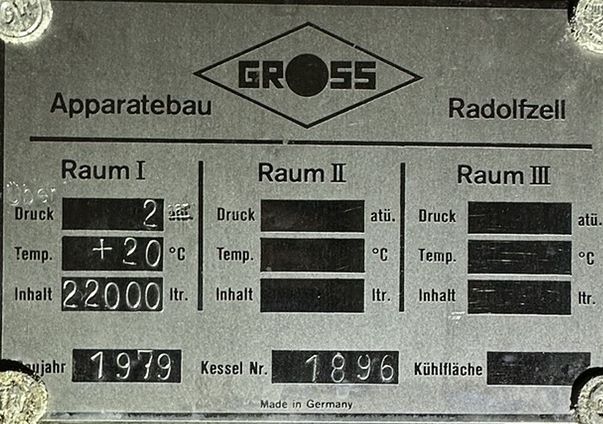 GROSS
Apparatebau Radolfzell
Raum I Raum II Raum III
Über
Druck 2 Druck atü. Druck atü.
Temp. +20 °C Temp. °C Temp. °C
Inhalt 22000 ltr. Inhalt ltr. Inhalt ltr.
1979 Kessel Nr. 1896 Kühlfläche
Made in Germany